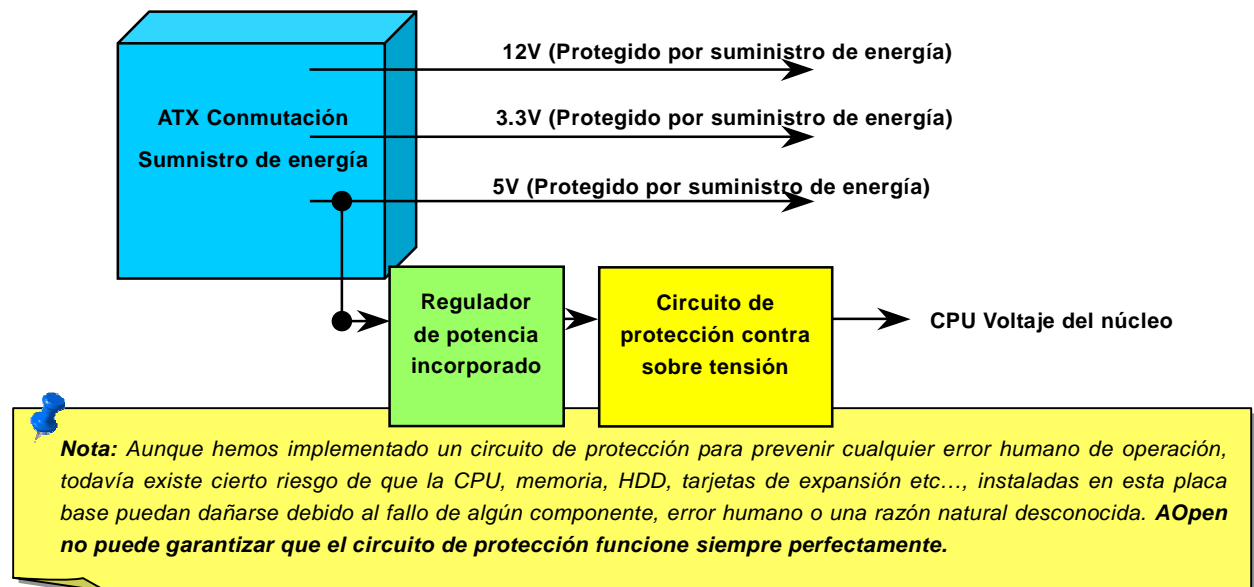 12V (Protegido por suministro de energía)
ATX Conmutación
Sumnistro de energía
3.3V (Protegido por suministro de energía)
5V (Protegido por suministro de energía)
Regulador
de potencia
incorporado
Circuito de
protección contra
sobre tensión
CPU Voltaje del núcleo
Nota: Aunque hemos implementado un circuito de protección para prevenir cualquier error humano de operación,
todavía existe cierto riesgo de que la CPU, memoria, HDD, tarjetas de expansión etc…, instaladas en esta placa
base puedan dañarse debido al fallo de algún componente, error humano o una razón natural desconocida. AOpen
no puede garantizar que el circuito de protección funcione siempre perfectamente.